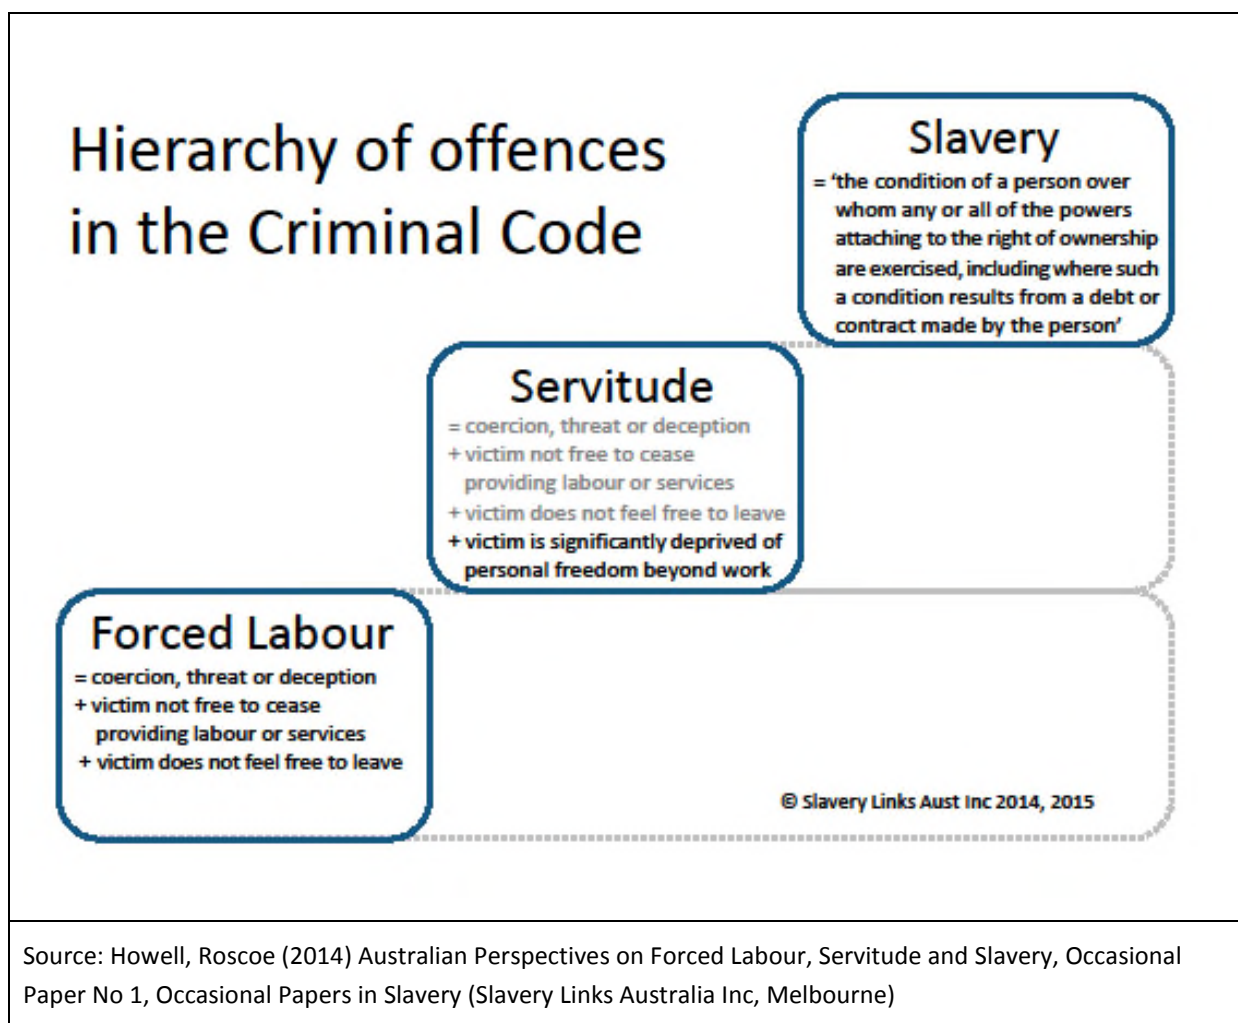 Hierarchy of offences
in the Criminal Code
Slavery
= ‘the condition of a person over
whom any or all of the powers
attaching to the right of ownership
are exercised, including where such
a condition results from a debt or
contract made by the person’
Servitude
= coercion, threat or deception
+ victim not free to cease
providing labour or services
+ victim does not feel free to leave
+ victim is significantly deprived of
personal freedom beyond work
Forced Labour
= coercion, threat or deception
+ victim not free to cease
providing labour or services
+ victim does not feel free to leave
© Slavery Links Aust Inc 2014, 2015
Source: Howell, Roscoe (2014) Australian Perspectives on Forced Labour, Servitude and Slavery, Occasional
Paper No 1, Occasional Papers in Slavery (Slavery Links Australia Inc, Melbourne)